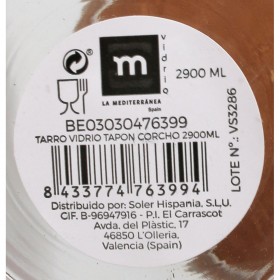 m
vidrio
LA MEDITERRÁNEA
Spain
2900 ML
BE03030476399
TARRO VIDRIO TAPON CORCHO 2900ML
8 433774 763994
LOTE Nº.: VS3286
Distribuido por: Soler Hispania, S.L.U.
CIF. B-96947916 - P.I. El Carrascot
Avda. del Plàstic, 17
46850 L'Olleria,
Valencia (Spain)